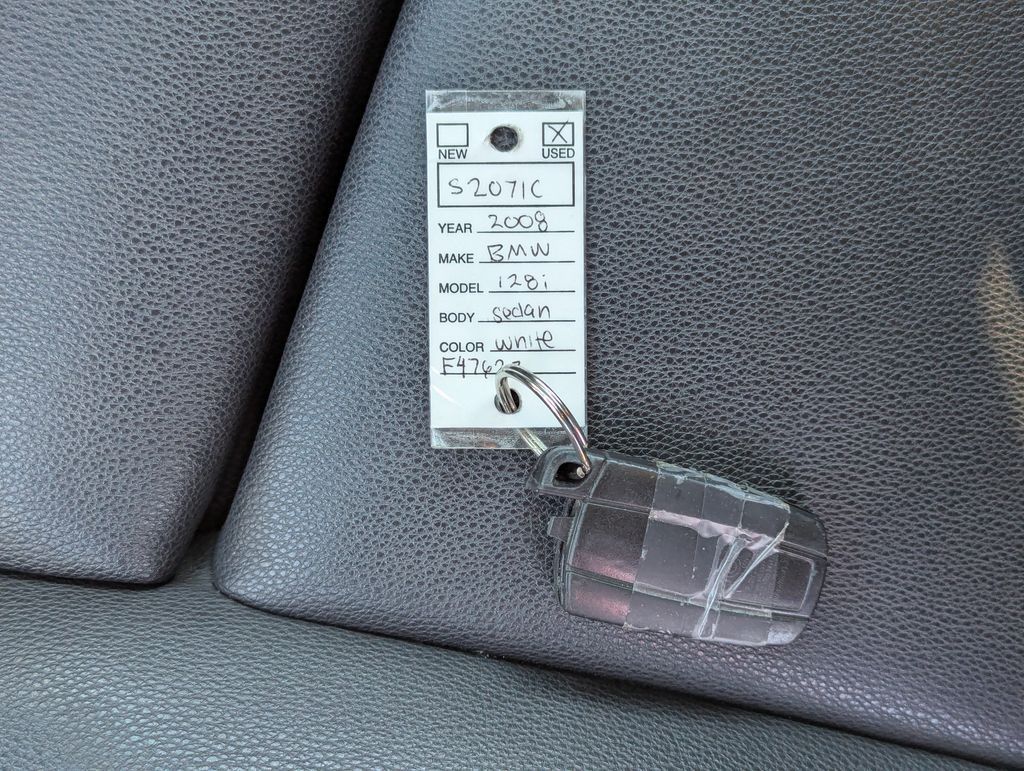 NEW USED
S2071C
YEAR 2008
MAKE BMW
MODEL 128i
BODY sedan
COLOR white